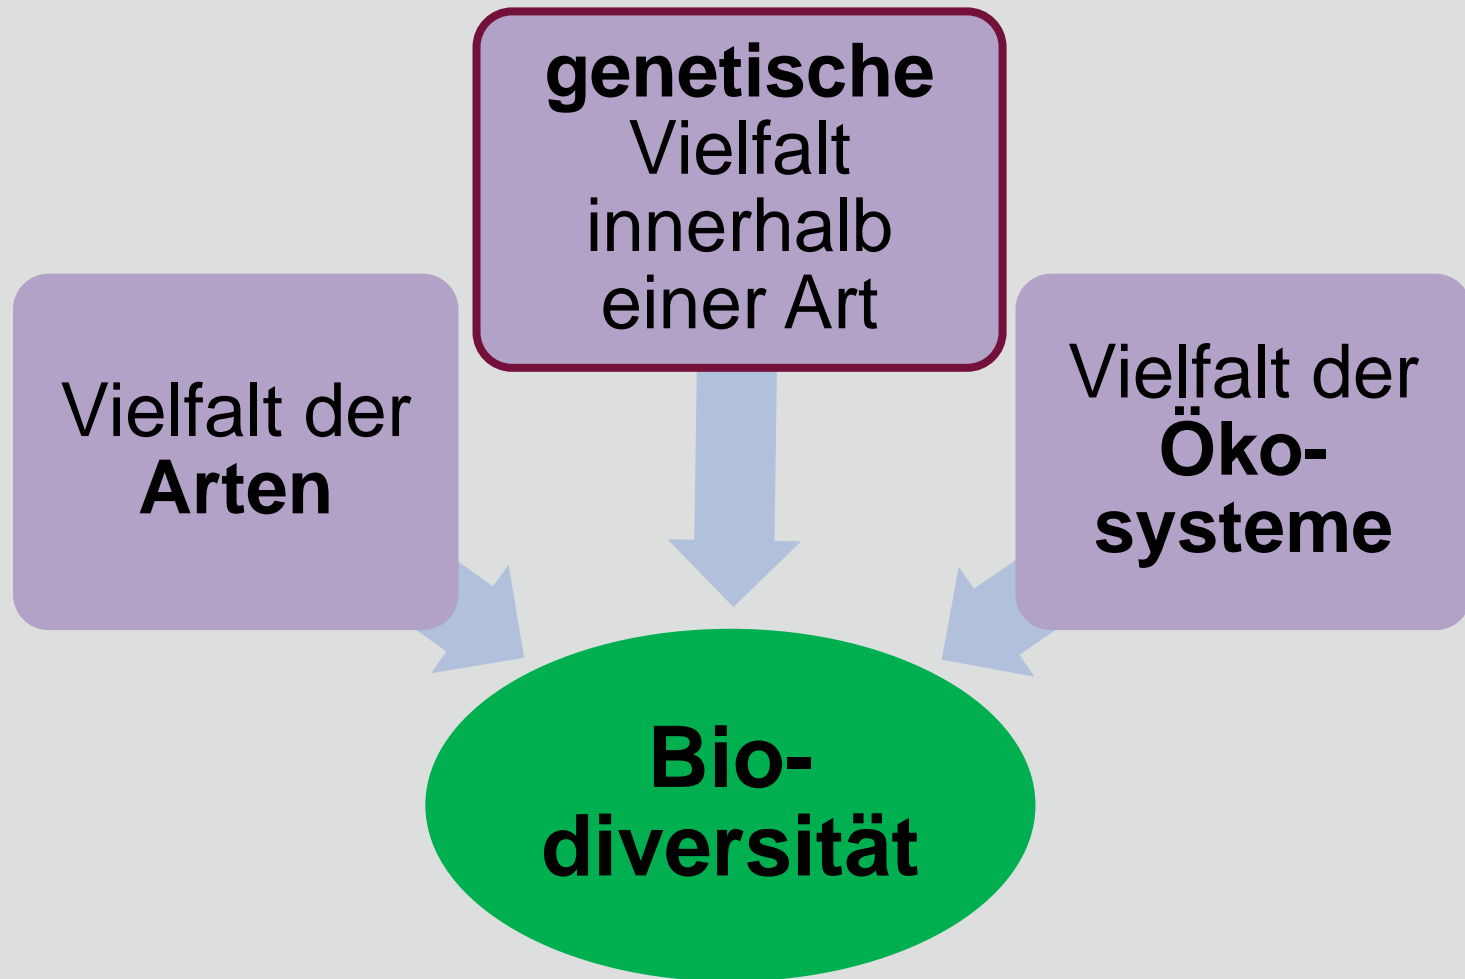 genetische
Vielfalt
innerhalb
einer Art
Vielfalt der
Arten
Vielfalt der
Öko-
systeme
Bio-
diversität